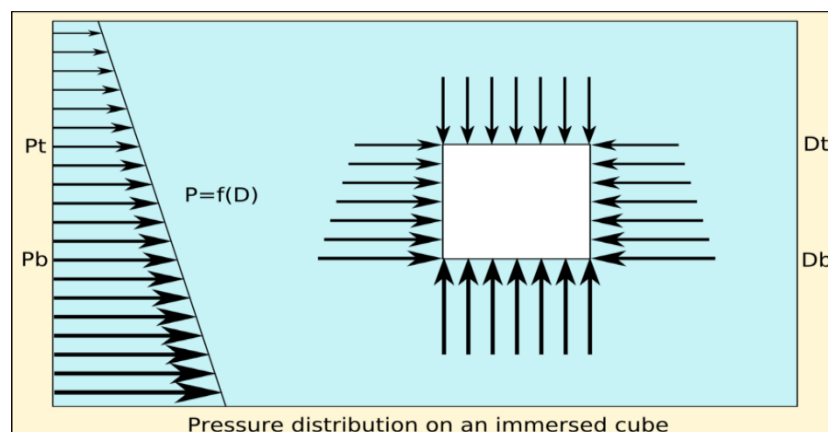 Pt
Dt
P=f(D)
Pb
Db
Pressure distribution on an immersed cube